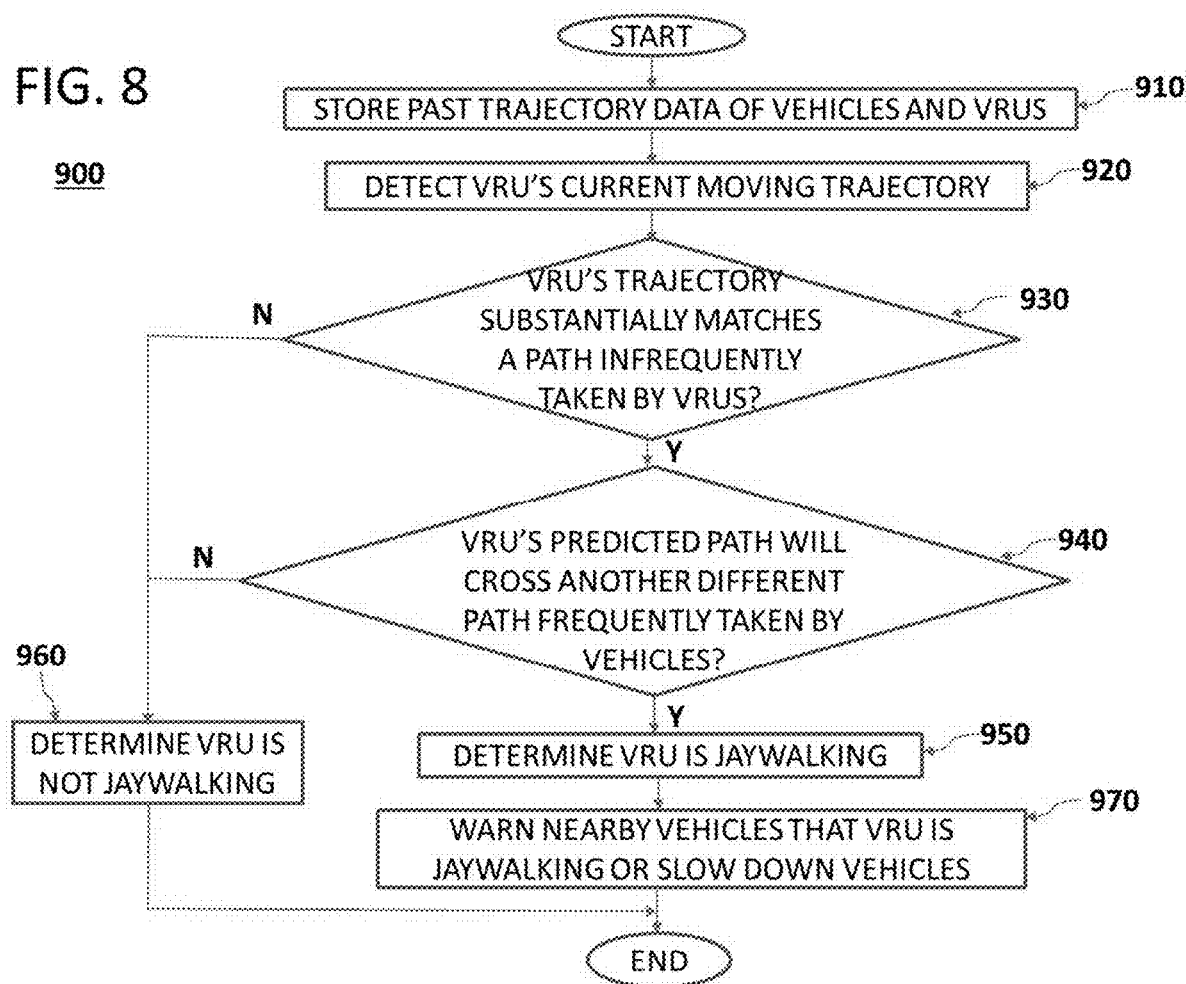 START
FIG. 8
910
STORE PAST TRAJECTORY DATA OF VEHICLES AND VRUS
900
920
DETECT VRU'S CURRENT MOVING TRAJECTORY
930
N
VRU'S TRAJECTORY
SUBSTANTIALLY MATCHES
A PATH INFREQUENTLY
TAKEN BY VRUS?
Y
940
N
VRU'S PREDICTED PATH WILL
CROSS ANOTHER DIFFERENT
PATH FREQUENTLY TAKEN BY
VEHICLES?
960
Y
DETERMINE VRU IS
NOT JAYWALKING
950
DETERMINE VRU IS JAYWALKING
970
WARN NEARBY VEHICLES THAT VRU IS
JAYWALKING OR SLOW DOWN VEHICLES
END